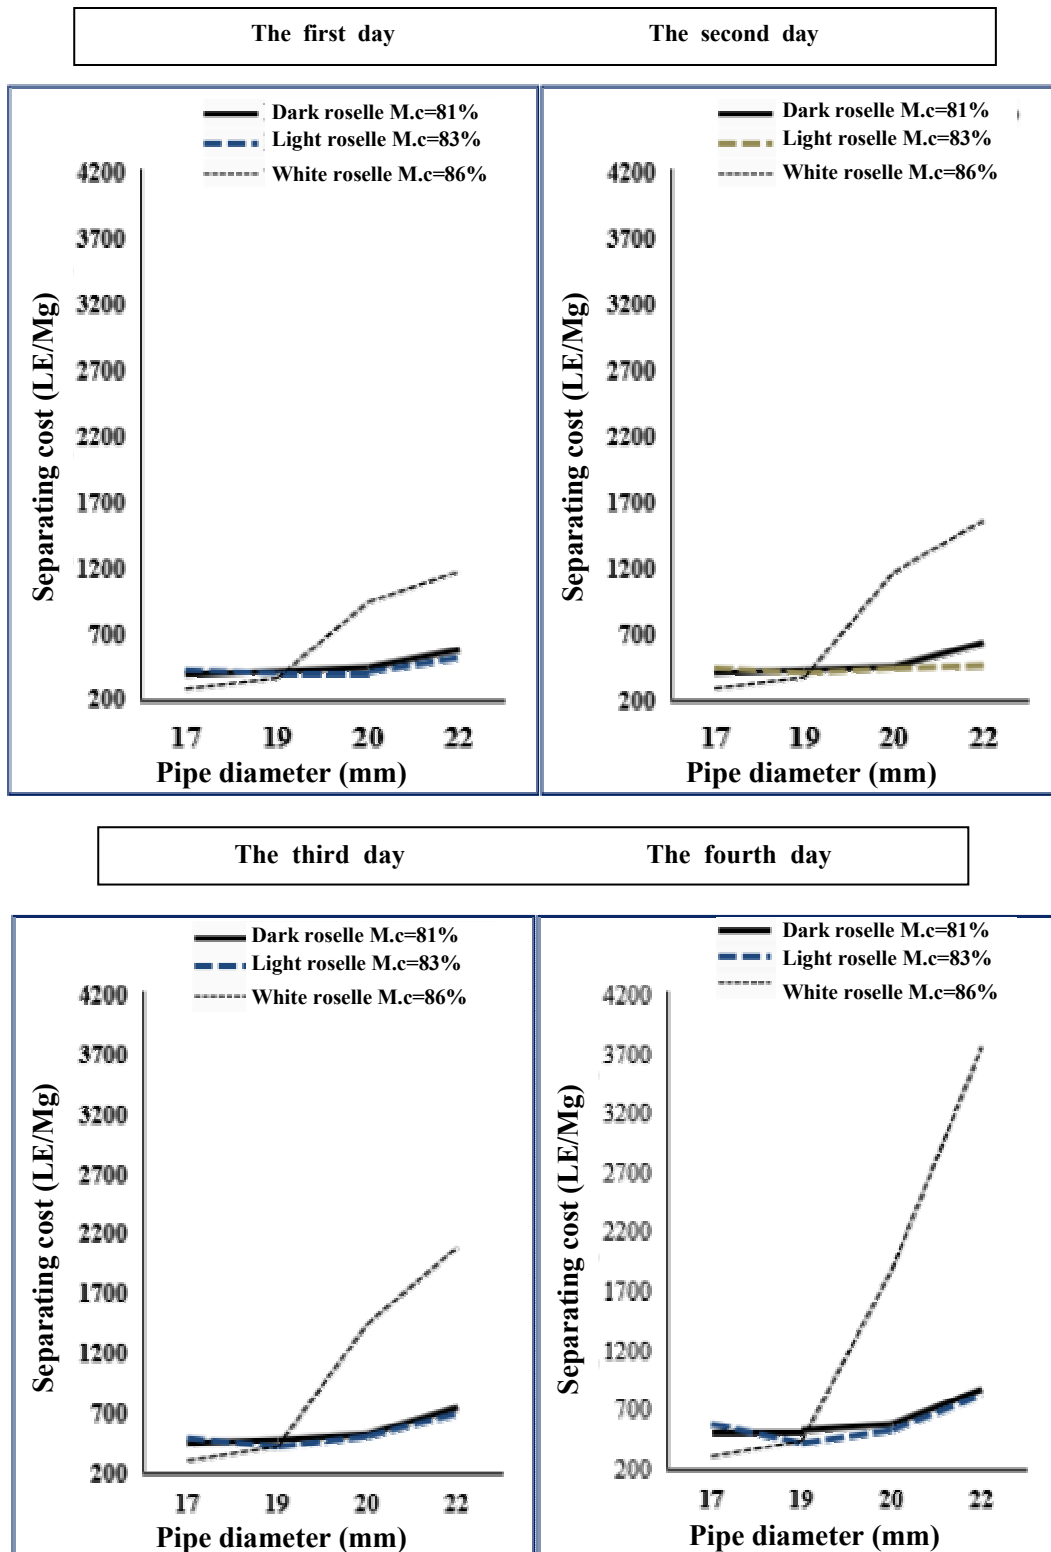 The first day The second day
Dark roselle M.c=81%
Light roselle M.c=83%
White roselle M.c=86%
4200
3700
3200
2700
2200
1700
1200
700
200
Separating cost (LE/Mg)
17 19 20 22
Pipe diameter (mm)
Dark roselle M.c=81%
Light roselle M.c=83%
White roselle M.c=86%
4200
3700
3200
2700
2200
1700
1200
700
200
Separating cost (LE/Mg)
17 19 20 22
Pipe diameter (mm)
The third day The fourth day
Dark roselle M.c=81%
Light roselle M.c=83%
White roselle M.c=86%
4200
3700
3200
2700
2200
1700
1200
700
200
Separating cost (LE/Mg)
17 19 20 22
Pipe diameter (mm)
Dark roselle M.c=81%
Light roselle M.c=83%
White roselle M.c=86%
4200
3700
3200
2700
2200
1700
1200
700
200
Separating cost (LE/Mg)
17 19 20 22
Pipe diameter (mm)